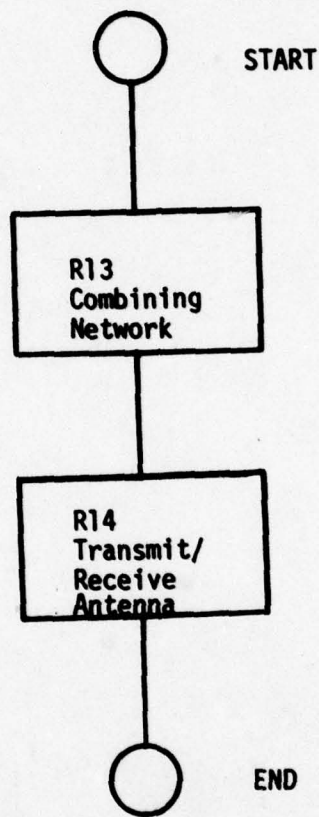 START
R13
Combining
Network
R14
Transmit/
Receive
Antenna
END